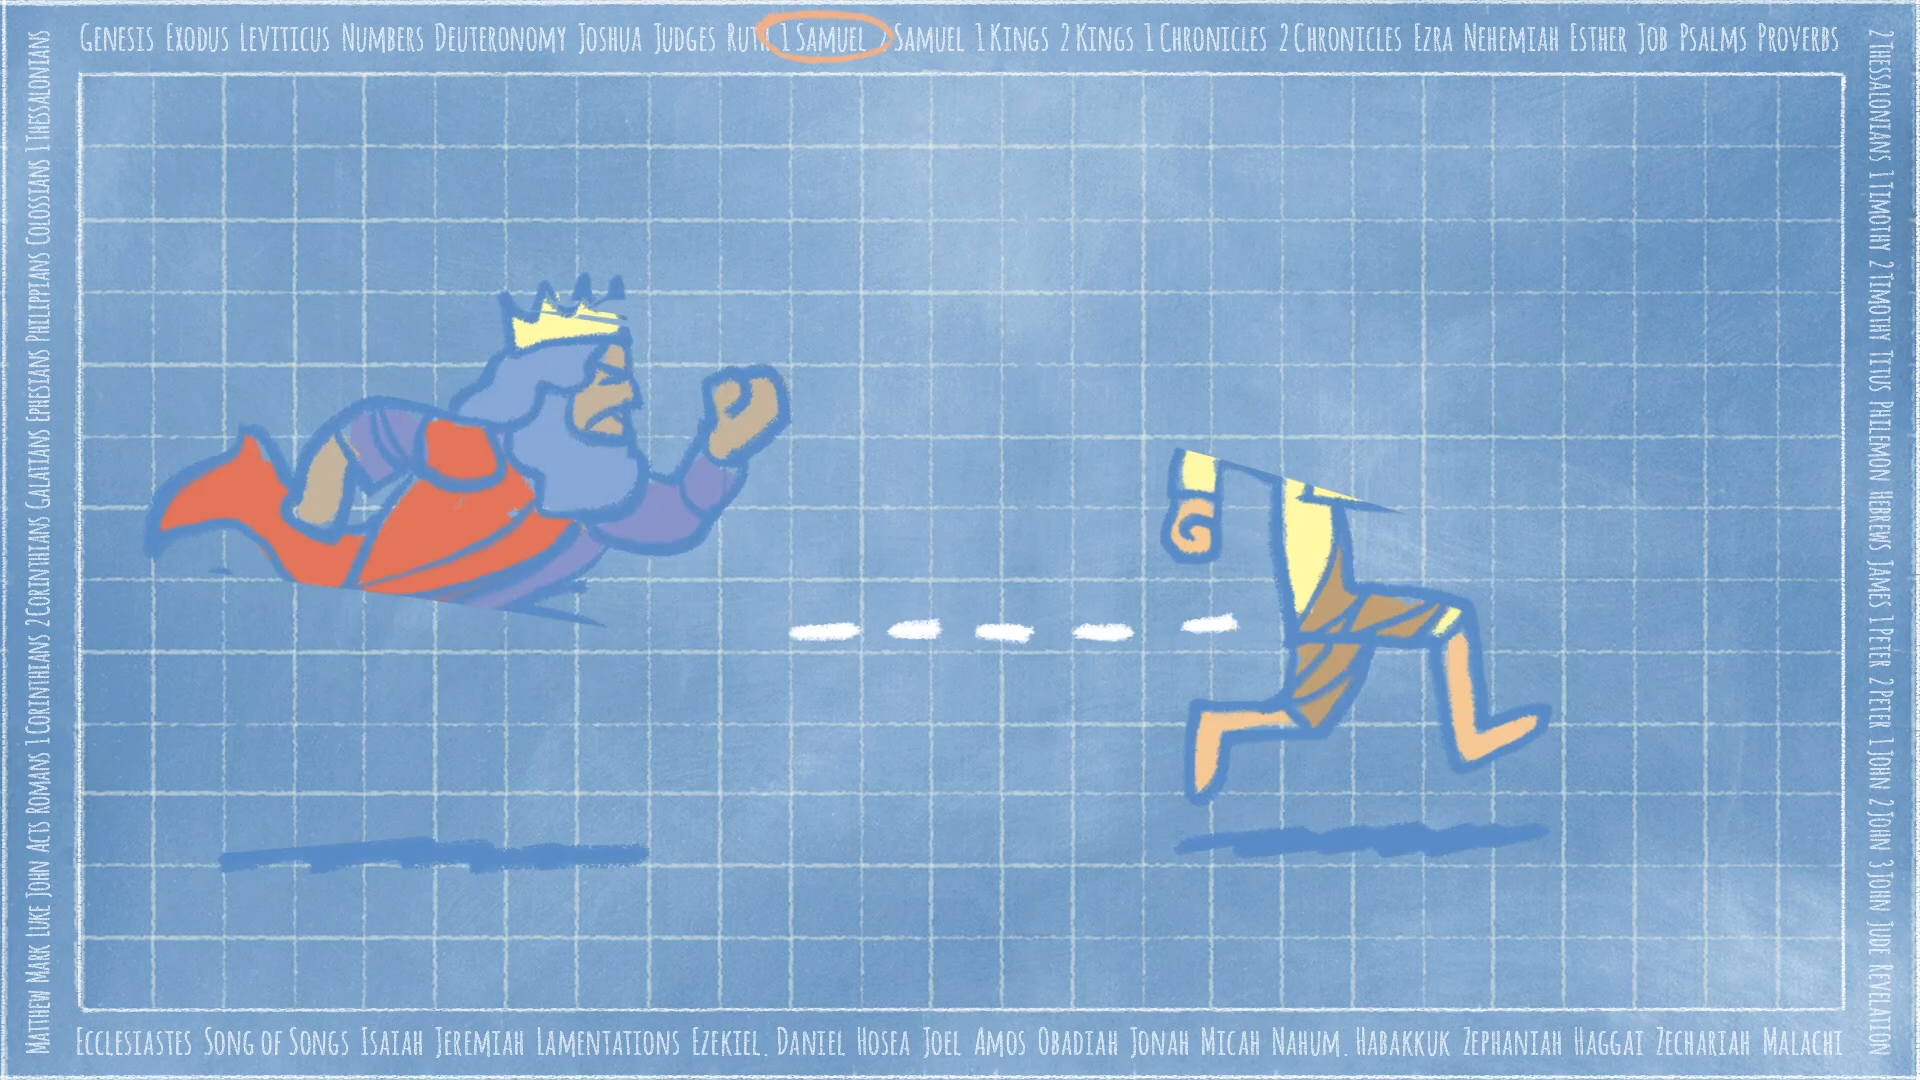 Genesis Exodus Leviticus Numbers Deuteronomy Joshua Judges Ruth 1 Samuel Samuel 1 Kings 2 Kings 1 Chronicles 2 Chronicles Ezra Nehemiah Esther Job Psalms Proverbs
Matthew Mark Luke John Acts Romans 1 Corinthians 2 Corinthians Galatians Ephesians Philippians Colossians 1 Thessalonians
2 Thessalonians 1 Timothy 2 Timothy Titus Philemon Hebrews James 1 Peter 2 Peter 1 John 2 John 3 John Jude Revelation
Ecclesiastes Song of Songs Isaiah Jeremiah Lamentations Ezekiel. Daniel Hosea Joel Amos Obadiah Jonah Micah Nahum. Habakkuk Zephaniah Haggai Zechariah Malachi